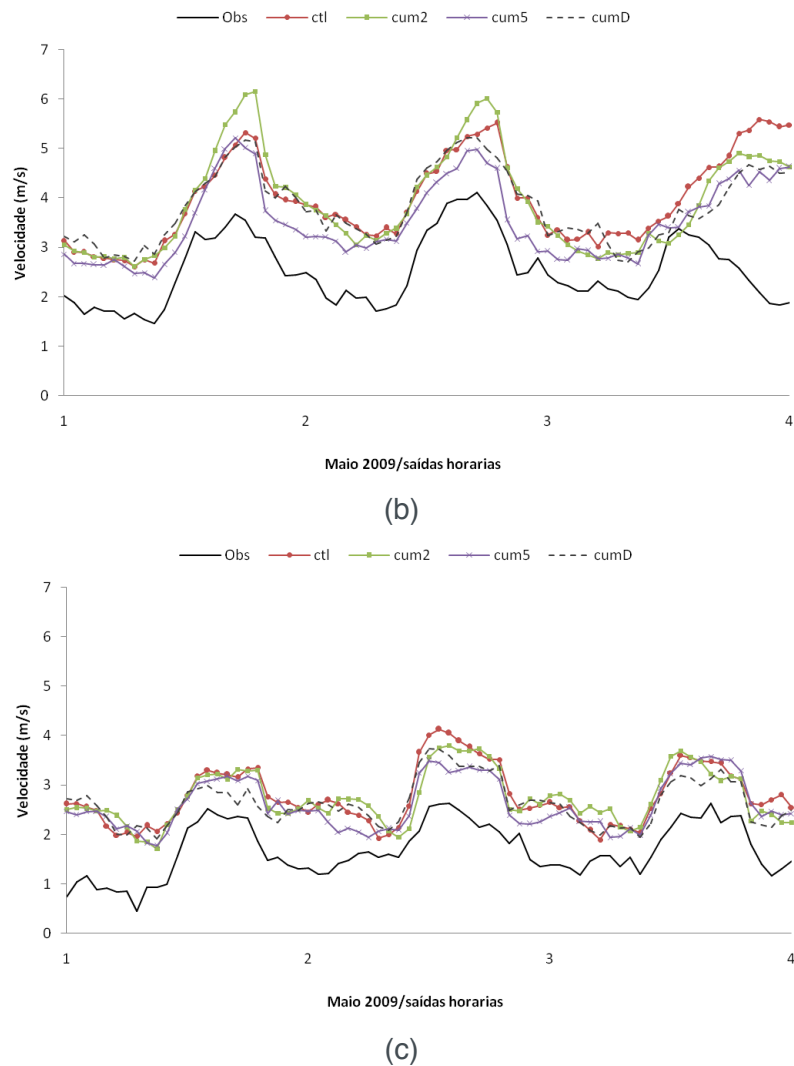 Obs ctl cum2 cum5 cumD
7
6
5
4
3
2
1
0
Velocidade (m/s)
1 2 3 4
Maio 2009/saídas horarias
(b)
Obs ctl cum2 cum5 cumD
7
6
5
4
3
2
1
0
Velocidade (m/s)
1 2 3 4
Maio 2009/saídas horarias
(c)